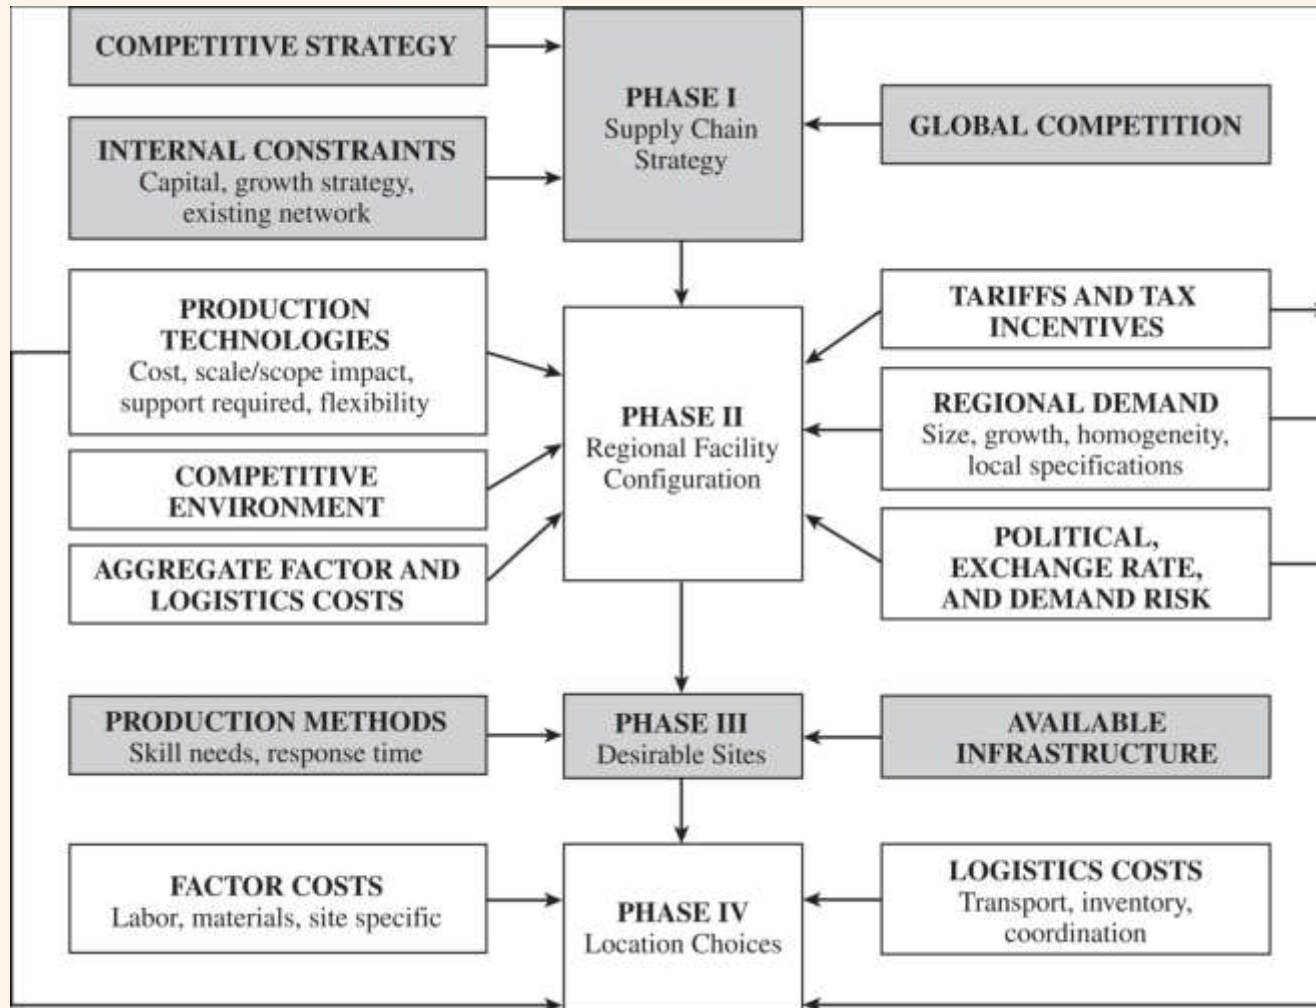 COMPETITIVE STRATEGY
PHASE I
Supply Chain
Strategy
GLOBAL COMPETITION
INTERNAL CONSTRAINTS
Capital, growth strategy,
existing network
PRODUCTION
TECHNOLOGIES
Cost, scale/scope impact,
support required, flexibility
TARIFFS AND TAX
INCENTIVES
PHASE II
Regional Facility
Configuration
REGIONAL DEMAND
Size, growth, homogeneity,
local specifications
COMPETITIVE
ENVIRONMENT
POLITICAL,
EXCHANGE RATE,
AND DEMAND RISK
AGGREGATE FACTOR AND
LOGISTICS COSTS
PRODUCTION METHODS
Skill needs, response time
PHASE III
Desirable Sites
AVAILABLE
INFRASTRUCTURE
FACTOR COSTS
Labor, materials, site specific
PHASE IV
Location Choices
LOGISTICS COSTS
Transport, inventory,
coordination